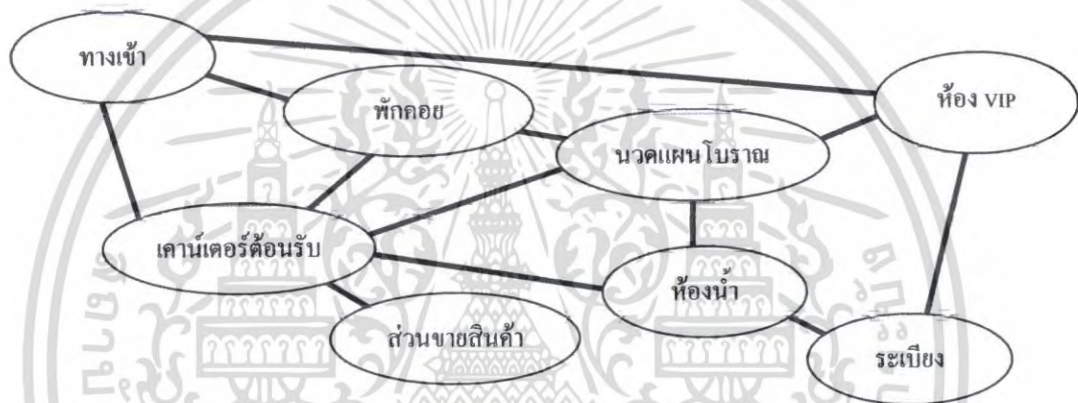 ทางเข้า
พักคอย
ห้อง VIP
นวดแผนโบราณ
เคาน์เตอร์ต้อนรับ
ห้องน้ำ
ส่วนขายสินค้า
ระเบียง